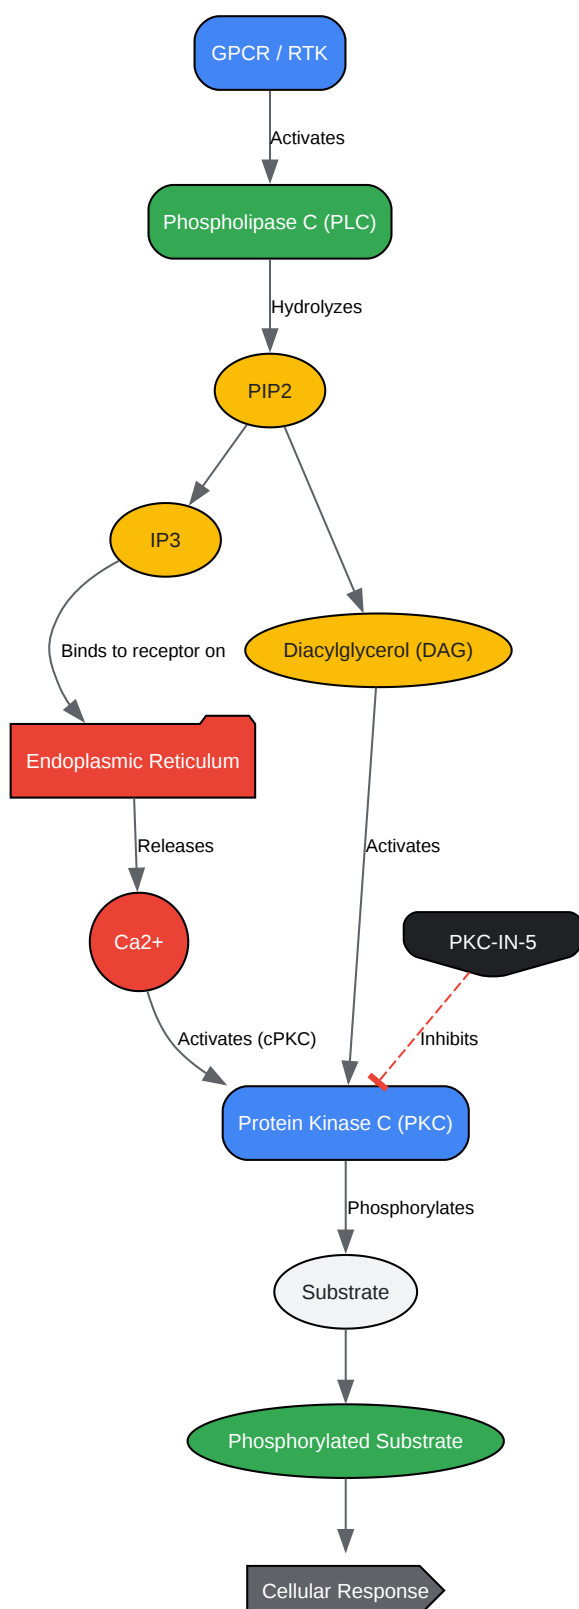 GPCR / RTK
Activates
Phospholipase C (PLC)
Hydrolyzes
PIP2
IP3
Binds to receptor on
Diacylglycerol (DAG)
Endoplasmic Reticulum
Releases
Activates
Ca2+
PKC-IN-5
Activates (cPKC)
Inhibits
Protein Kinase C (PKC)
Phosphorylates
Substrate
Phosphorylated Substrate
Cellular Response